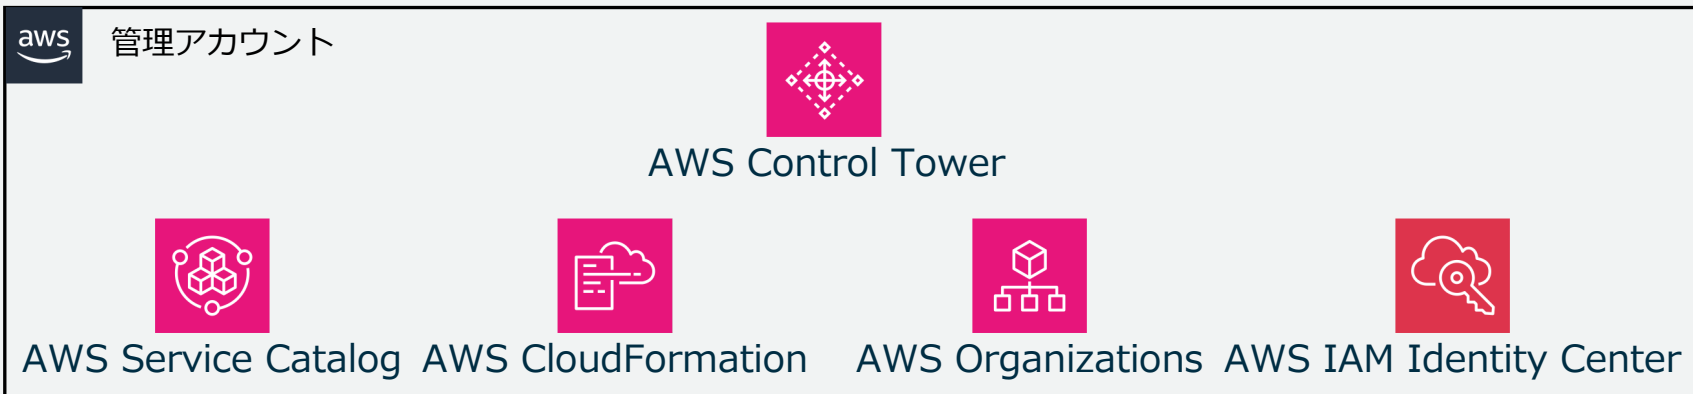 aws 管理アカウント
AWS Control Tower
AWS Service Catalog AWS CloudFormation AWS Organizations AWS IAM Identity Center